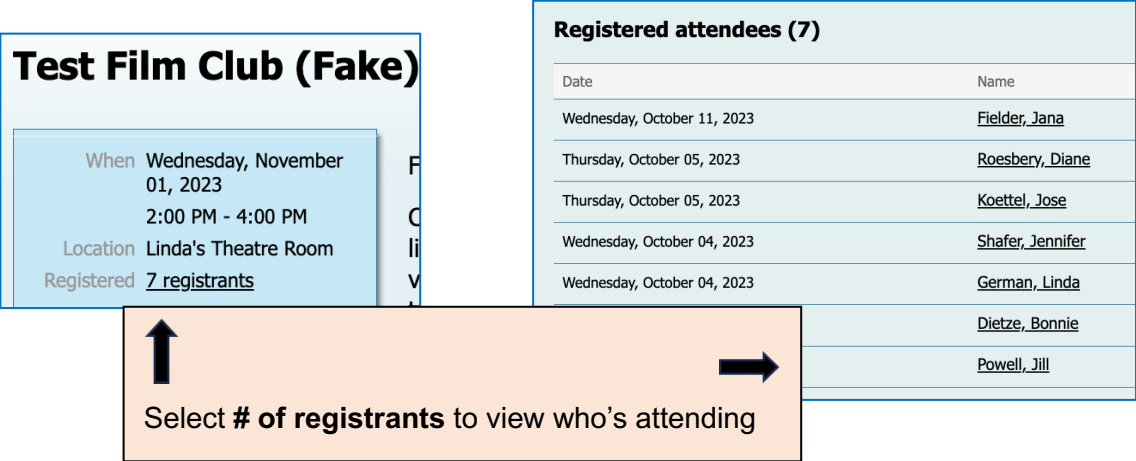 Test Film Club (Fake)
When Wednesday, November
01, 2023
2:00 PM - 4:00 PM
Location Linda's Theatre Room
Registered 7 registrants
Registered attendees (7)
Date Name
Wednesday, October 11, 2023 Fielder, Jana
Thursday, October 05, 2023 Roesbery, Diane
Thursday, October 05, 2023 Koettel, Jose
Wednesday, October 04, 2023 Shafer, Jennifer
Wednesday, October 04, 2023 German, Linda
Dietze, Bonnie
Powell, Jill
Select # of registrants to view who’s attending